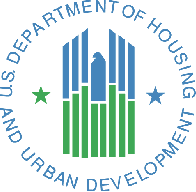 U.S. DEPARTMENT OF HOUSING
AND URBAN DEVELOPMENT